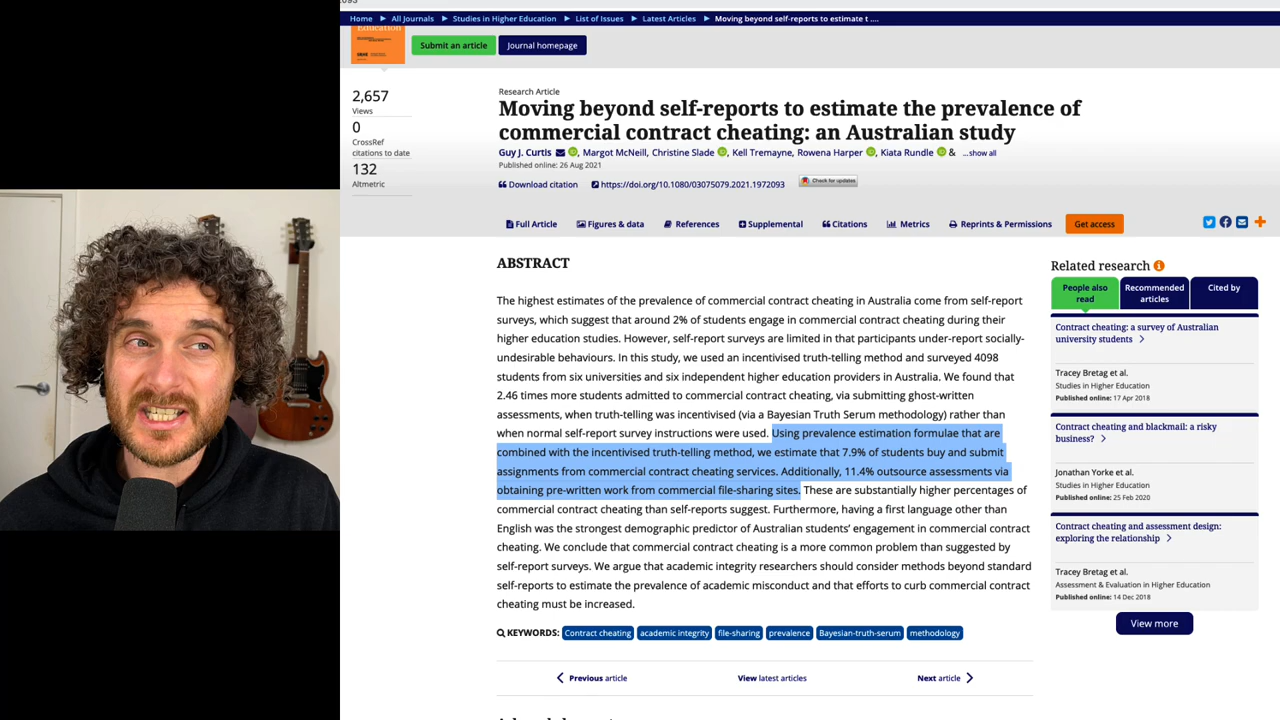 Home All Journals Studies in Higher Education List of Issues Latest Articles Moving beyond self-reports to estimate t ....
Education
Submit an article Journal homepage
2,657
Views
0
CrossRef
citations to date
132
Altmetric
Research Article
Moving beyond self-reports to estimate the prevalence of
commercial contract cheating: an Australian study
Guy J. Curtis, Margot McNeill, Christine Slade, Kell Tremayne, Rowena Harper, Kiata Rundle & ...show all
Published online: 26 Aug 2021
Download citation https://doi.org/10.1080/03075079.2021.1972093 Check for updates
Full Article Figures & data References Supplemental Citations Metrics Reprints & Permissions Get access
ABSTRACT
The highest estimates of the prevalence of commercial contract cheating in Australia come from self-report
surveys, which suggest that around 2% of students engage in commercial contract cheating during their
higher education studies. However, self-report surveys are limited in that participants under-report socially-
undesirable behaviours. In this study, we used an incentivised truth-telling method and surveyed 4098
students from six universities and six independent higher education providers in Australia. We found that
2.46 times more students admitted to commercial contract cheating, via submitting ghost-written
assessments, when truth-telling was incentivised (via a Bayesian Truth Serum methodology) rather than
when normal self-report survey instructions were used. Using prevalence estimation formulae that are
combined with the incentivised truth-telling method, we estimate that 7.9% of students buy and submit
assignments from commercial contract cheating services. Additionally, 11.4% outsource assessments via
obtaining pre-written work from commercial file-sharing sites. These are substantially higher percentages of
commercial contract cheating than self-reports suggest. Furthermore, having a first language other than
English was the strongest demographic predictor of Australian students' engagement in commercial contract
cheating. We conclude that commercial contract cheating is a more common problem than suggested by
self-report surveys. We argue that academic integrity researchers should consider methods beyond standard
self-reports to estimate the prevalence of academic misconduct and that efforts to curb commercial contract
cheating must be increased.
KEYWORDS: Contract cheating academic integrity file-sharing prevalence Bayesian-truth-serum methodology
Previous article View latest articles Next article
Related research
People also
read
Recommended
articles
Cited by
Contract cheating: a survey of Australian
university students
Tracey Bretag et al.
Studies in Higher Education
Published online: 17 Apr 2018
Contract cheating and blackmail: a risky
business?
Jonathan Yorke et al.
Studies in Higher Education
Published online: 25 Feb 2020
Contract cheating and assessment design:
exploring the relationship
Tracey Bretag et al.
Assessment & Evaluation in Higher Education
Published online: 14 Dec 2018
View more